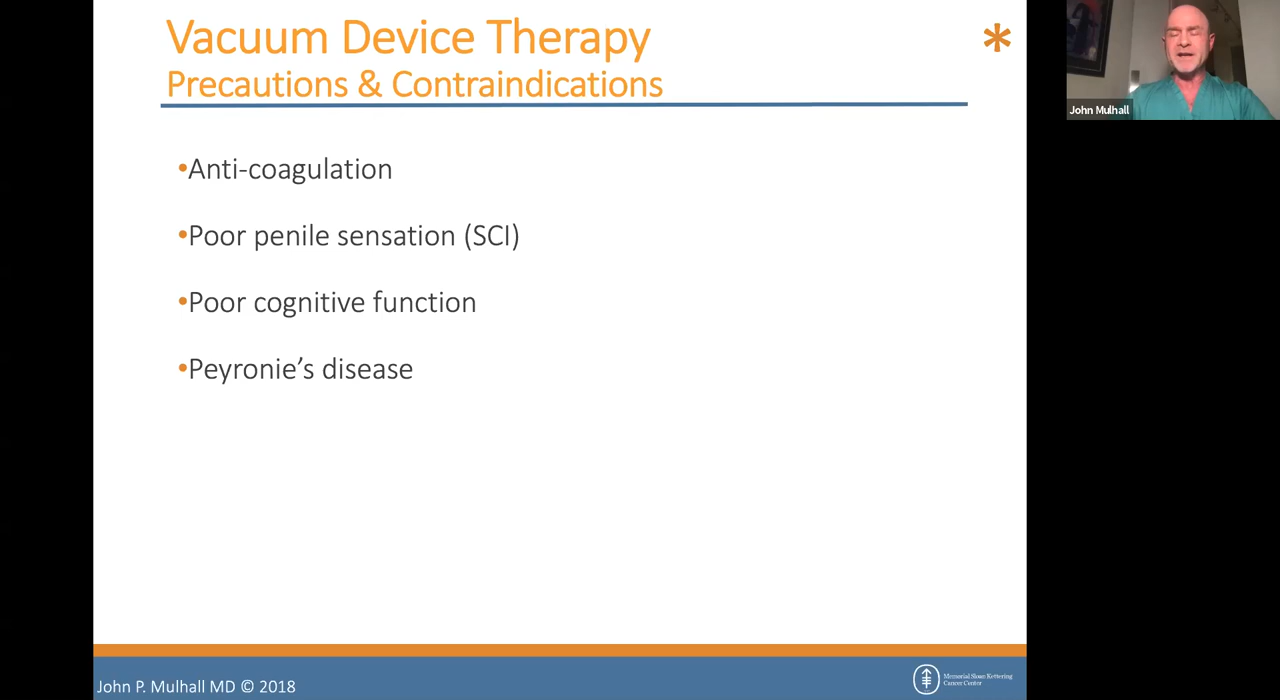 Vacuum Device Therapy
*
Precautions & Contraindications
John Mulhall
•Anti-coagulation
•Poor penile sensation (SCI)
•Poor cognitive function
•Peyronie’s disease
John P. Mulhall MD © 2018
Memorial Sloan Kettering
Cancer Center